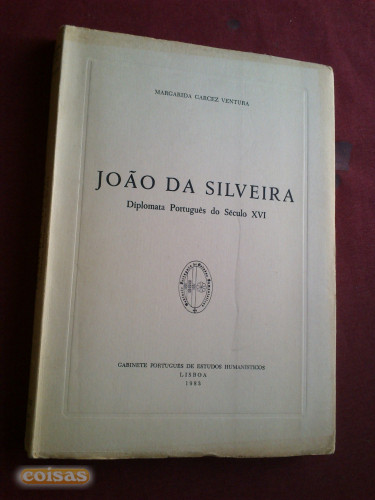 MARGARIDA GARCEZ VENTURA
JOÃO DA SILVEIRA
Diplomata Português do Século XVI
GABINETE PORTUGUÊS DE ESTUDOS HUMANÍSTICOS
LISBOA
1983
coisas